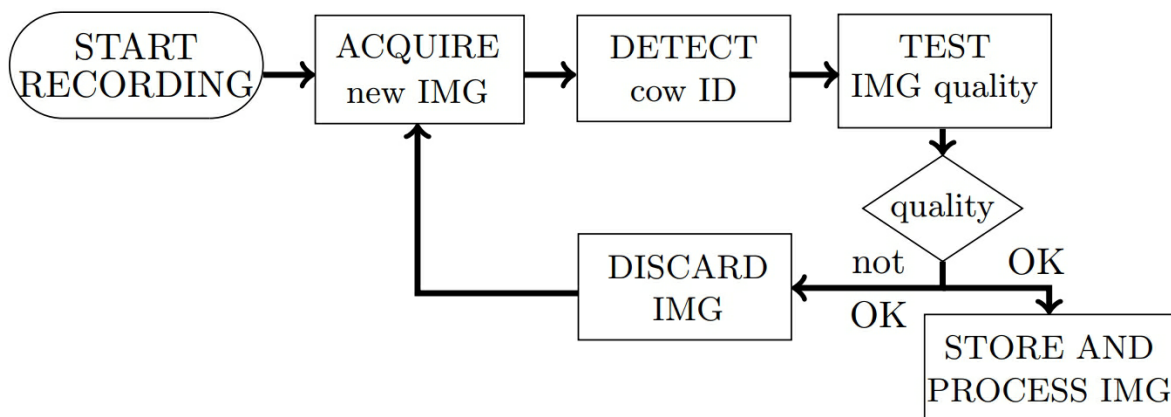 START
RECORDING
ACQUIRE
new IMG
DETECT
cow ID
TEST
IMG quality
quality
not
OK
OK
DISCARD
IMG
STORE AND
PROCESS IMG